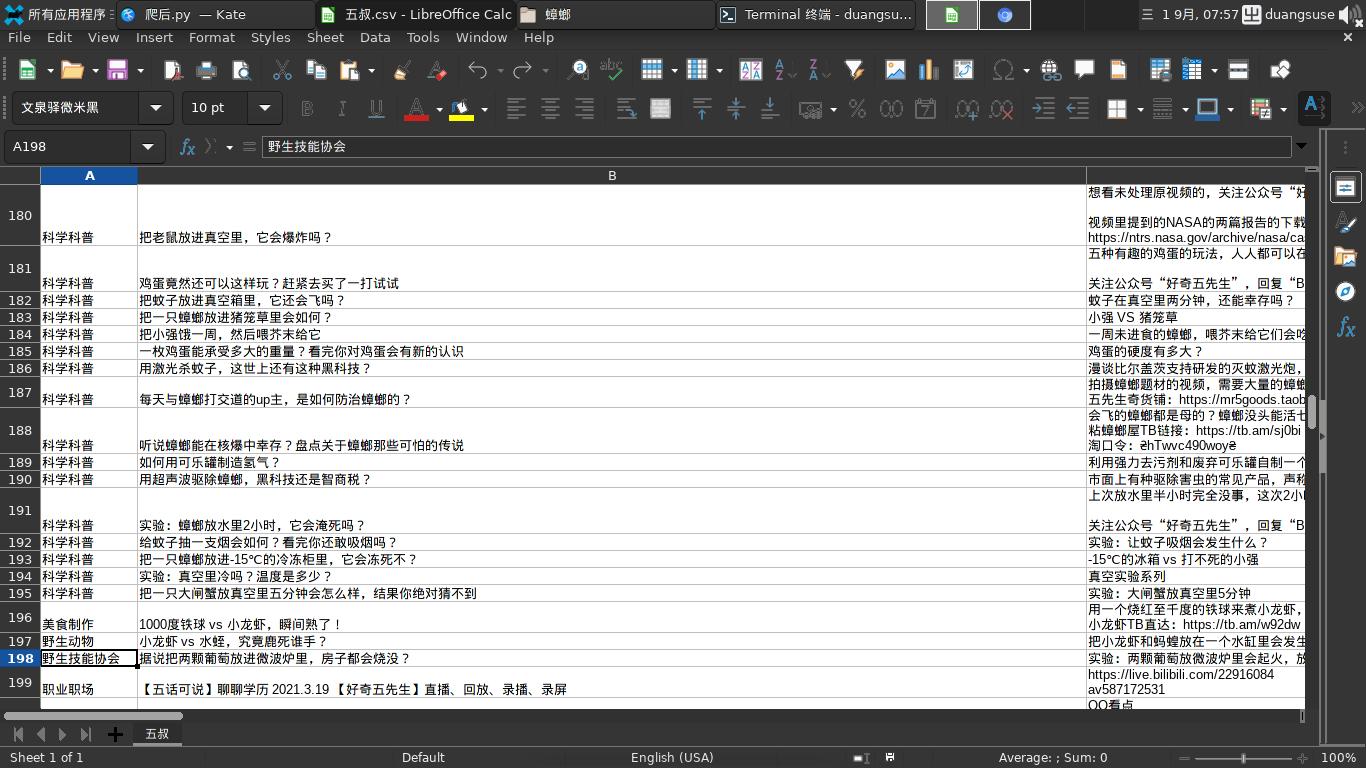 所有应用程序
爬后.py — Kate
五叔.csv - LibreOffice Calc
蟑螂
Terminal 终端 - duangsu...
三 1 9月, 07:57
duangsuse
File Edit View Insert Format Styles Sheet Data Tools Window Help
文泉驿微米黑
10 pt
A198
野生技能协会
A B
180 科学科普 把老鼠放进真空里，它会爆炸吗？
想看未处理原视频的，关注公众号“好
视频里提到的NASA的两篇报告的下载
https://ntrs.nasa.gov/archive/nasa/ca
181 科学科普 鸡蛋竟然还可以这样玩？赶紧去买了一打试试
五种有趣的鸡蛋的玩法，人人都可以在
关注公众号“好奇五先生”，回复“B
182 科学科普 把蚊子放进真空箱里，它还会飞吗？ 蚊子在真空里两分钟，还能幸存吗？
183 科学科普 把一只蟑螂放进猪笼草里会如何？ 小强 VS 猪笼草
184 科学科普 把小强饿一周，然后喂芥末给它 一周未进食的蟑螂，喂芥末给它们会吃
185 科学科普 一枚鸡蛋能承受多大的重量？看完你对鸡蛋会有新的认识 鸡蛋的硬度有多大？
186 科学科普 用激光杀蚊子，这世上还有这种黑科技？ 漫谈比尔盖茨支持研发的灭蚊激光炮，
187 科学科普 每天与蟑螂打交道的up主，是如何防治蟑螂的？
拍摄蟑螂题材的视频，需要大量的蟑螂
五先生奇货铺：https://mr5goods.taob
188 科学科普 听说蟑螂能在核爆中幸存？盘点关于蟑螂那些可怕的传说
会飞的蟑螂都是母的？蟑螂没头能活七
粘蟑螂屋TB链接：https://tb.am/sj0bi
淘口令：₴hTwvc490woy₴
189 科学科普 如何用可乐罐制造氢气？ 利用强力去污剂和废弃可乐罐自制一个
190 科学科普 用超声波驱除蟑螂，黑科技还是智商税？ 市面上有种驱除害虫的常见产品，声称
191 科学科普 实验：蟑螂放水里2小时，它会淹死吗？
上次放水里半小时完全没事，这次2小
关注公众号“好奇五先生”，回复“B
192 科学科普 给蚊子抽一支烟会如何？看完你还敢吸烟吗？ 实验：让蚊子吸烟会发生什么？
193 科学科普 把一只蟑螂放进-15℃的冷冻柜里，它会冻死不？ -15℃的冰箱 vs 打不死的小强
194 科学科普 实验：真空里冷吗？温度是多少？ 真空实验系列
195 科学科普 把一只大闸蟹放真空里五分钟会怎么样，结果你绝对猜不到 实验：大闸蟹放真空里5分钟
196 美食制作 1000度铁球 vs 小龙虾，瞬间熟了！
用一个烧红至千度的铁球来煮小龙虾，
小龙虾TB直达：https://tb.am/w92dw
197 野生动物 小龙虾 vs 水蛭，究竟鹿死谁手？ 把小龙虾和蚂蝗放在一个水缸里会发生
198 野生技能协会 据说把两颗葡萄放进微波炉里，房子都会烧没？ 实验：两颗葡萄放微波炉里会起火，放
199 职业职场 【五话可说】聊聊学历 2021.3.19 【好奇五先生】直播、回放、录播、录屏
https://live.bilibili.com/22916084
av587172531
QQ看点
五叔
Sheet 1 of 1
Default
English (USA)
Average: ; Sum: 0
100%